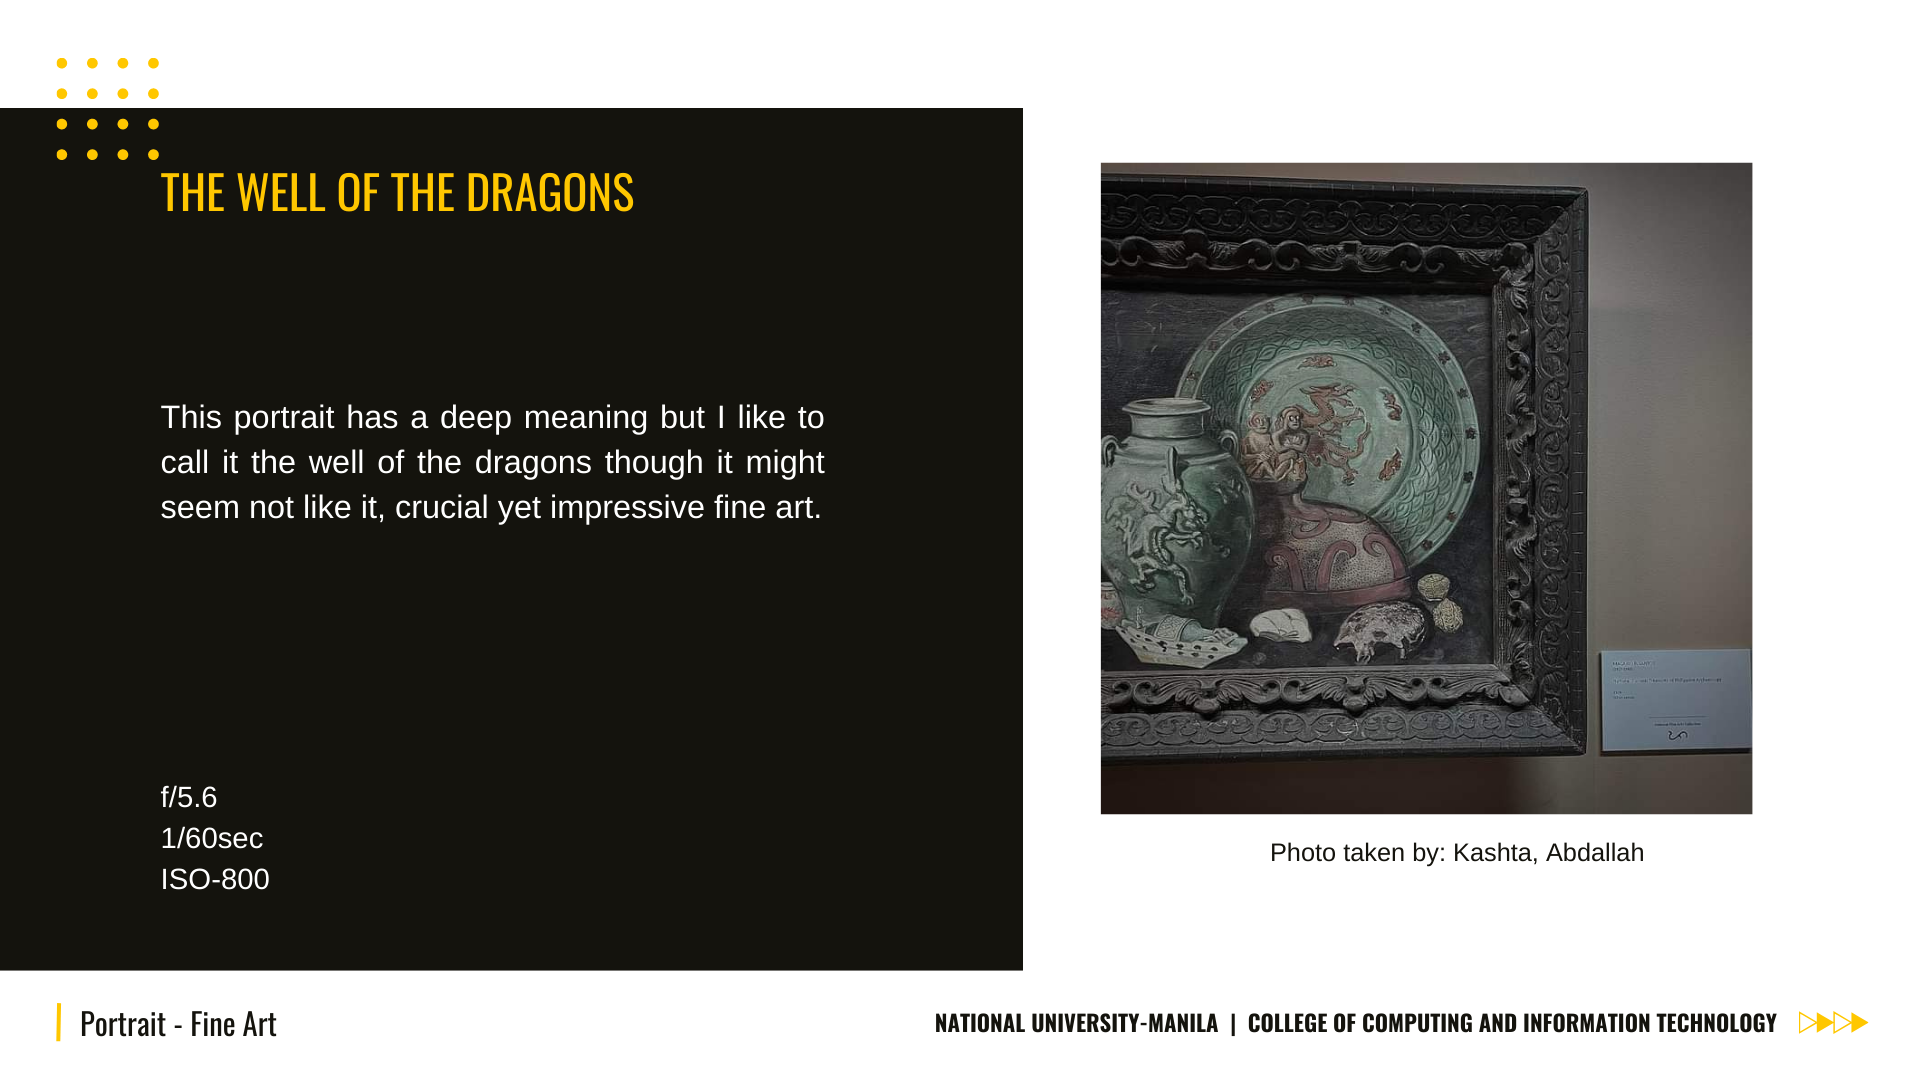 THE WELL OF THE DRAGONS
This portrait has a deep meaning but I like to
call it the well of the dragons though it might
seem not like it, crucial yet impressive fine art.
f/5.6
1/60sec
ISO-800
Photo taken by: Kashta, Abdallah
Portrait - Fine Art
NATIONAL UNIVERSITY-MANILA | COLLEGE OF COMPUTING AND INFORMATION TECHNOLOGY